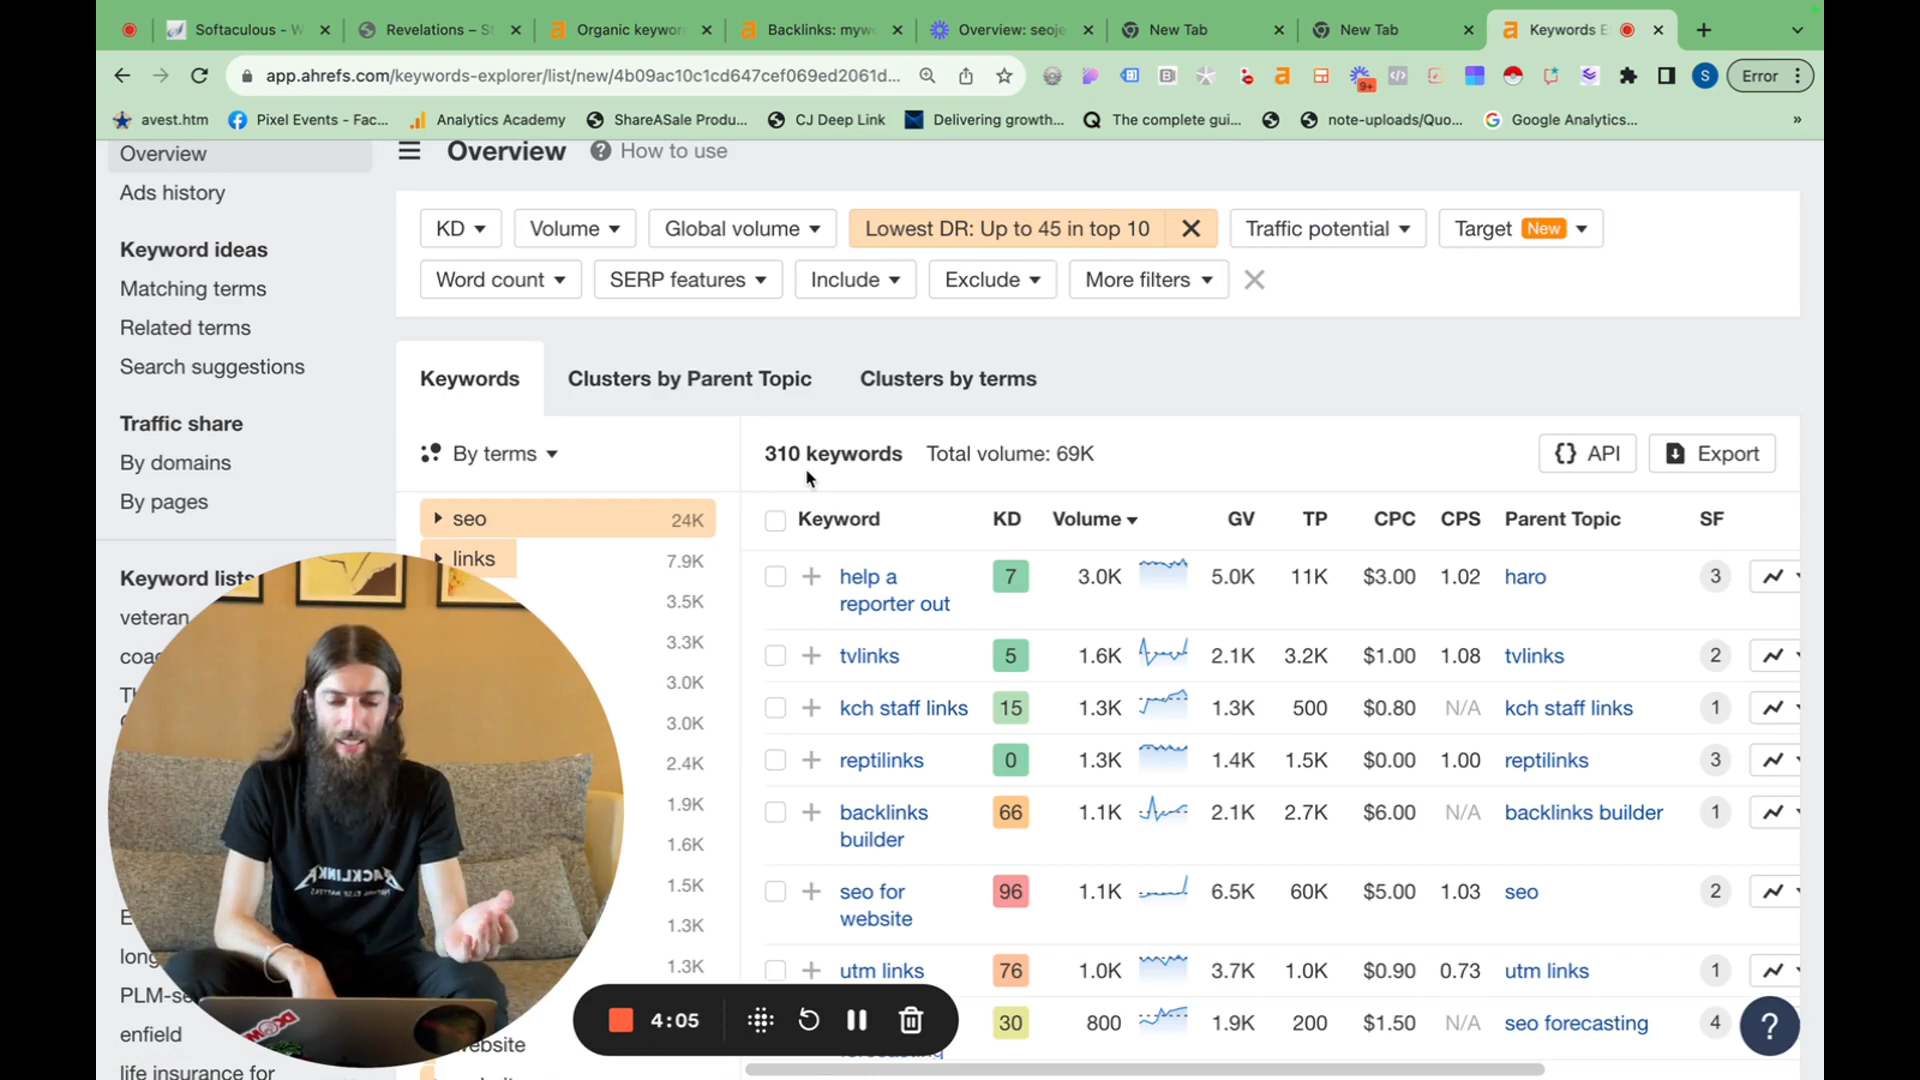 Softaculous - W
Revelations – St
Organic keywor
Backlinks: mywo
Overview: seoje
New Tab
New Tab
Keywords E
app.ahrefs.com/keywords-explorer/list/new/4b09ac10c1cd647cef069ed2061d...
9+
S
Error
avest.htm
Pixel Events - Fac...
Analytics Academy
ShareASale Produ...
CJ Deep Link
Delivering growth...
The complete gui...
note-uploads/Quo...
Google Analytics...
»
Overview
Ads history
Keyword ideas
Matching terms
Related terms
Search suggestions
Traffic share
By domains
By pages
Keyword lists
veteran
coa
Th
E
long
PLM-se
enfield
life insurance for
Overview
? How to use
KD
Volume
Global volume
Lowest DR: Up to 45 in top 10
Traffic potential
Target New
Word count
SERP features
Include
Exclude
More filters
Keywords
Clusters by Parent Topic
Clusters by terms
By terms
310 keywords Total volume: 69K
{} API
Export
seo 24K
links 7.9K
3.5K
3.3K
3.0K
3.0K
2.4K
1.9K
1.6K
1.5K
1.3K
1.3K
website
Keyword KD Volume GV TP CPC CPS Parent Topic SF
help a reporter out 7 3.0K 5.0K 11K $3.00 1.02 haro 3
tvlinks 5 1.6K 2.1K 3.2K $1.00 1.08 tvlinks 2
kch staff links 15 1.3K 1.3K 500 $0.80 N/A kch staff links 1
reptilinks 0 1.3K 1.4K 1.5K $0.00 1.00 reptilinks 3
backlinks builder 66 1.1K 2.1K 2.7K $6.00 N/A backlinks builder 1
seo for website 96 1.1K 6.5K 60K $5.00 1.03 seo 2
utm links 76 1.0K 3.7K 1.0K $0.90 0.73 utm links 1
forecasting 30 800 1.9K 200 $1.50 N/A seo forecasting 4
4:05
?
BACKLINKS